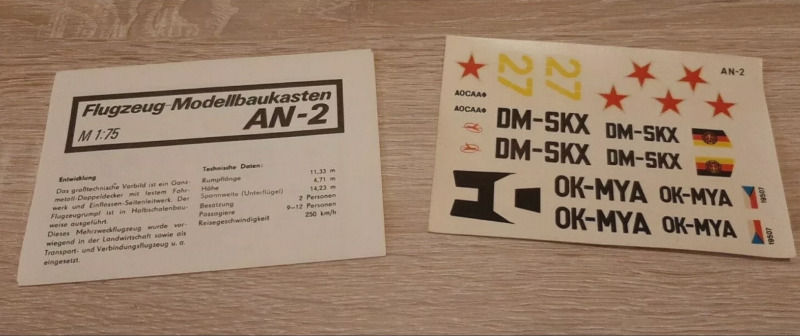 Flugzeug-Modellbaukasten
M 1:75
AN-2
Entwicklung
Das großtechnische Vorbild ist ein Ganz-
metall-Doppeldecker mit festem Fahr-
werk und Einflossen-Seitenleitwerk. Der
Flugzeugrumpf ist in Halbschalenbau-
weise ausgeführt.
Dieses Mehrzweckflugzeug wurde vor-
wiegend in der Landwirtschaft sowie als
Transport- und Verbindungsflugzeug u. a.
eingesetzt.
Technische Daten:
Rumpflänge 11,33 m
Höhe 4,71 m
Spannweite (Unterflügel) 14,23 m
Besatzung 2 Personen
Passagiere 9–12 Personen
Reisegeschwindigkeit 250 km/h
27
27
AN-2
АОСААФ
АОСААФ
DM-SKX
DM-SKX
DM-SKX
DM-SKX
OK-MYA
OK-MYA
OK-MYA
OK-MYA
19507
19507